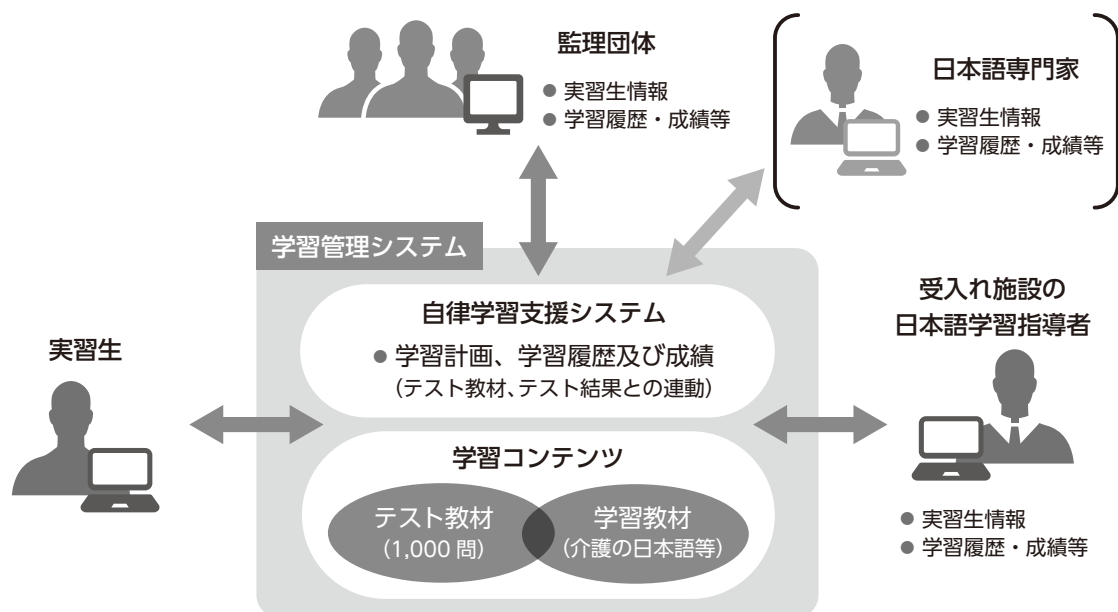 監理団体
● 実習生情報
● 学習履歴・成績等
日本語専門家
● 実習生情報
● 学習履歴・成績等
学習管理システム
自律学習支援システム
● 学習計画、学習履歴及び成績
（テスト教材、テスト結果との連動）
実習生
受入れ施設の
日本語学習指導者
● 実習生情報
● 学習履歴・成績等
学習コンテンツ
テスト教材
（1,000 問）
学習教材
（介護の日本語等）